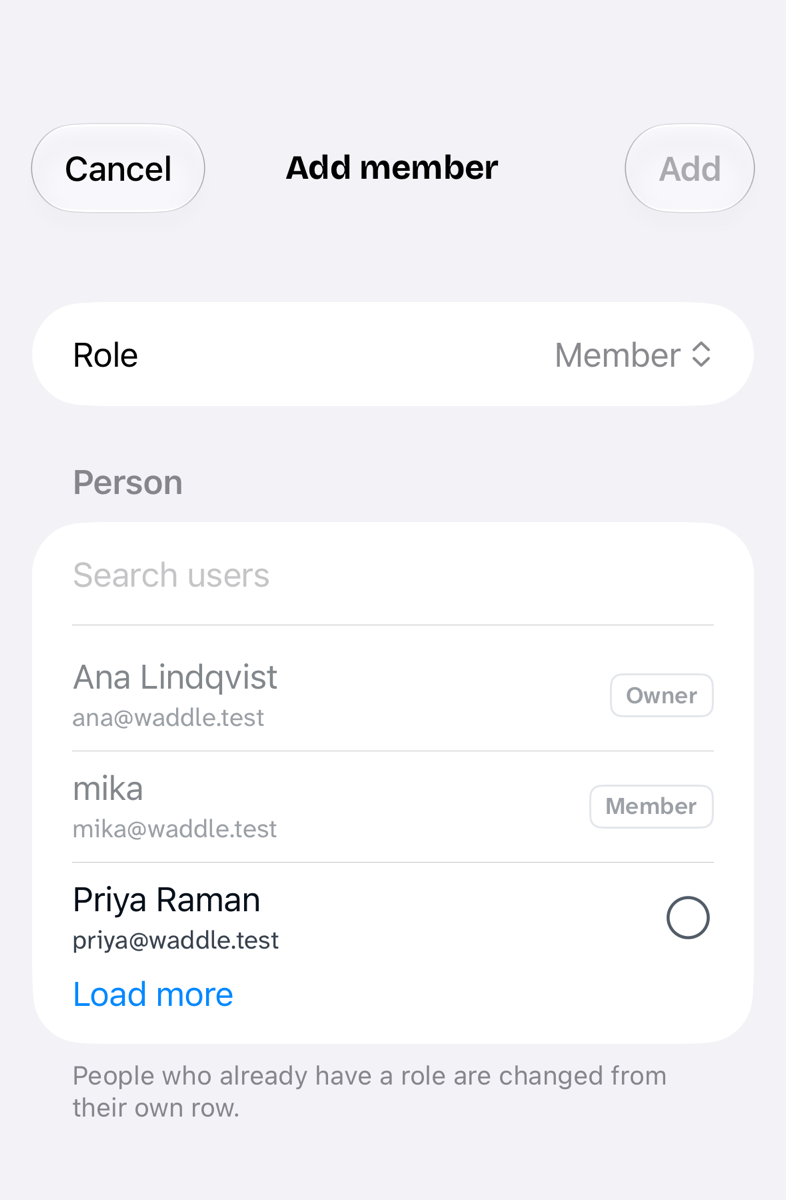 Cancel
Add member
Add
Role
Member
Person
Search users
Ana Lindqvist
ana@waddle.test
Owner
mika
mika@waddle.test
Member
Priya Raman
priya@waddle.test
Load more
People who already have a role are changed from
their own row.